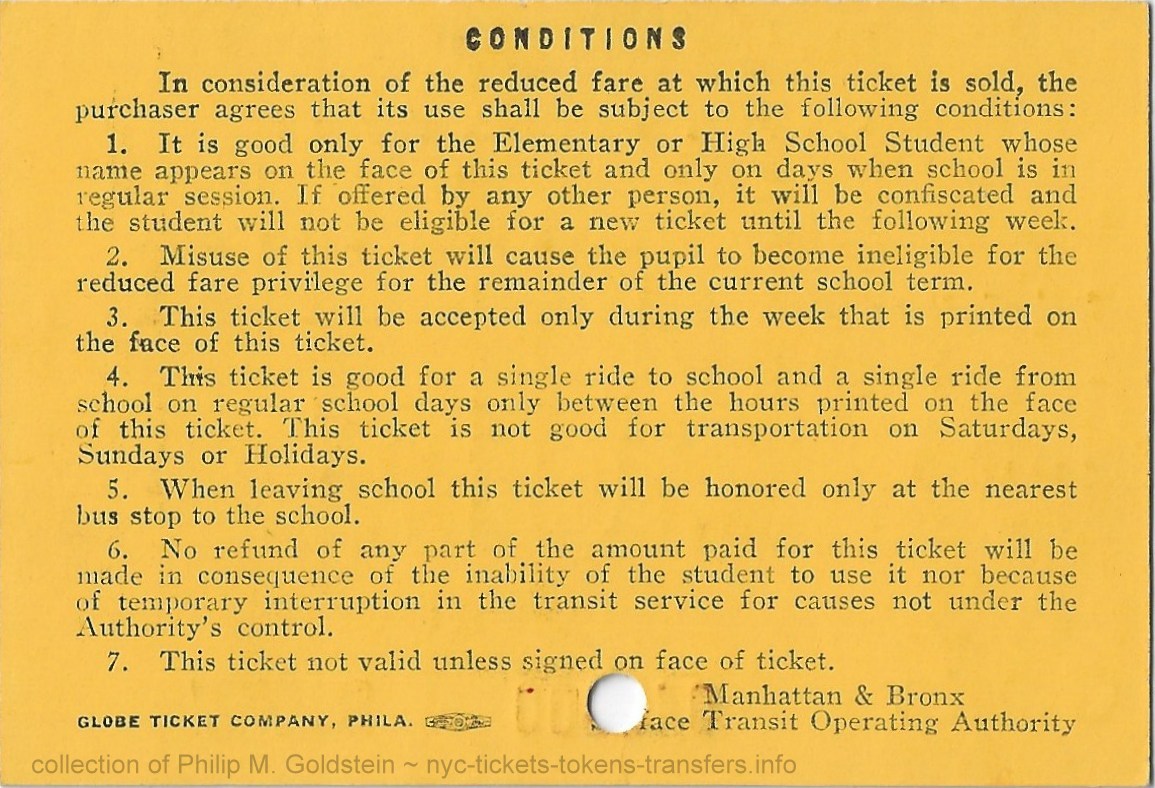 CONDITIONS
In consideration of the reduced fare at which this ticket is sold, the
purchaser agrees that its use shall be subject to the following conditions:
1. It is good only for the Elementary or High School Student whose
name appears on the face of this ticket and only on days when school is in
regular session. If offered by any other person, it will be confiscated and
the student will not be eligible for a new ticket until the following week.
2. Misuse of this ticket will cause the pupil to become ineligible for the
reduced fare privilege for the remainder of the current school term.
3. This ticket will be accepted only during the week that is printed on
the face of this ticket.
4. This ticket is good for a single ride to school and a single ride from
school on regular school days only between the hours printed on the face
of this ticket. This ticket is not good for transportation on Saturdays,
Sundays or Holidays.
5. When leaving school this ticket will be honored only at the nearest
bus stop to the school.
6. No refund of any part of the amount paid for this ticket will be
made in consequence of the inability of the student to use it nor because
of temporary interruption in the transit service for causes not under the
Authority's control.
7. This ticket not valid unless signed on face of ticket.
Manhattan & Bronx
face Transit Operating Authority
GLOBE TICKET COMPANY, PHILA.
collection of Philip M. Goldstein ~ nyc-tickets-tokens-transfers.info